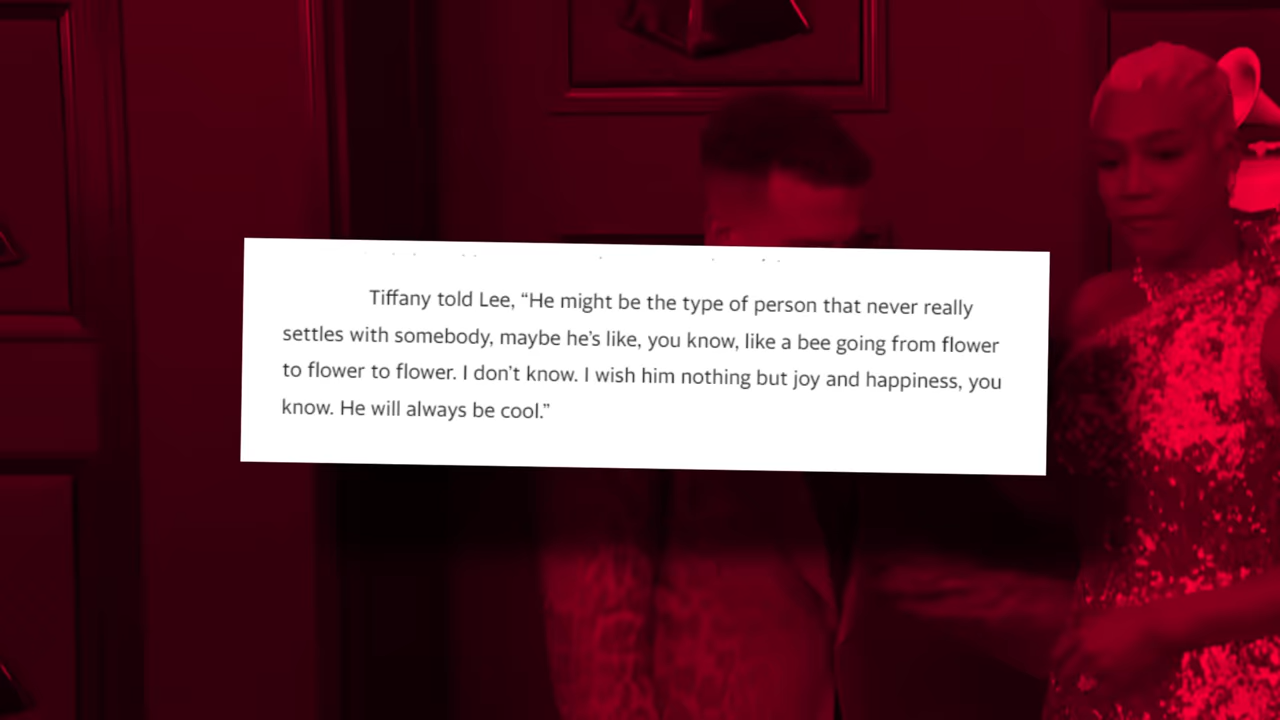 Tiffany told Lee, “He might be the type of person that never really
settles with somebody, maybe he’s like, you know, like a bee going from flower
to flower to flower. I don’t know. I wish him nothing but joy and happiness, you
know. He will always be cool.”